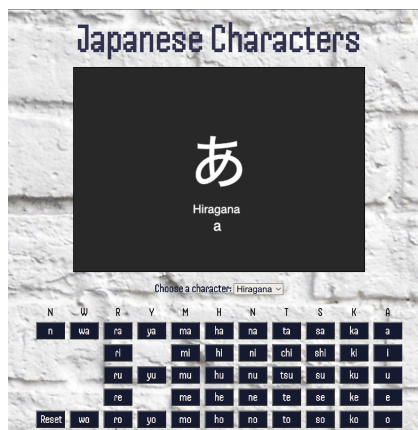 Japanese Characters
あ
Hiragana
a
Choose a character: Hiragana
N W R Y M H N T S K A
n wa ra ya ma ha na ta sa ka a
ri mi hi ni chi shi ki i
ru yu mu hu nu tsu su ku u
re me he ne te se ke e
Reset wo ro yo mo ho no to so ko o